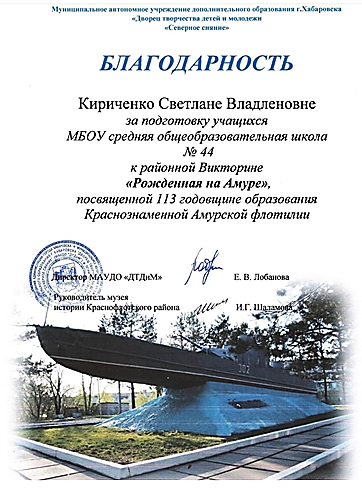 Муниципальное автономное учреждение дополнительного образования г.Хабаровска
«Дворец творчества детей и молодежи
«Северное сияние»
БЛАГОДАРНОСТЬ
Кириченко Светлане Владленовне
за подготовку учащихся
МБОУ средняя общеобразовательная школа
№ 44
к районной Викторине
«Рожденная на Амуре»,
посвященной 113 годовщине образования
Краснознаменной Амурской флотилии
Директор МАУДО «ДТДиМ» Е. В. Лобанова
Руководитель музея
истории Краснофлотского района И.Г. Шаламова
302